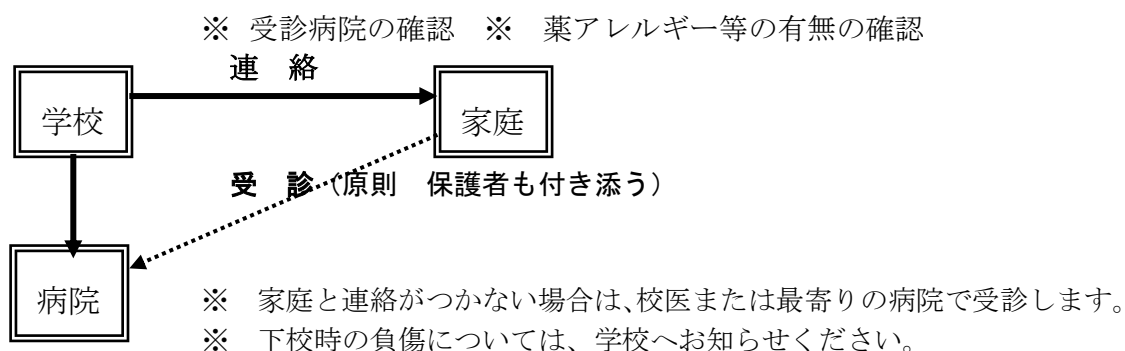 ※ 受診病院の確認 ※ 薬アレルギー等の有無の確認
連 絡
学校
家庭
受 診(原則 保護者も付き添う)
病院
※ 家庭と連絡がつかない場合は、校医または最寄りの病院で受診します。
※ 下校時の負傷については、学校へお知らせください。